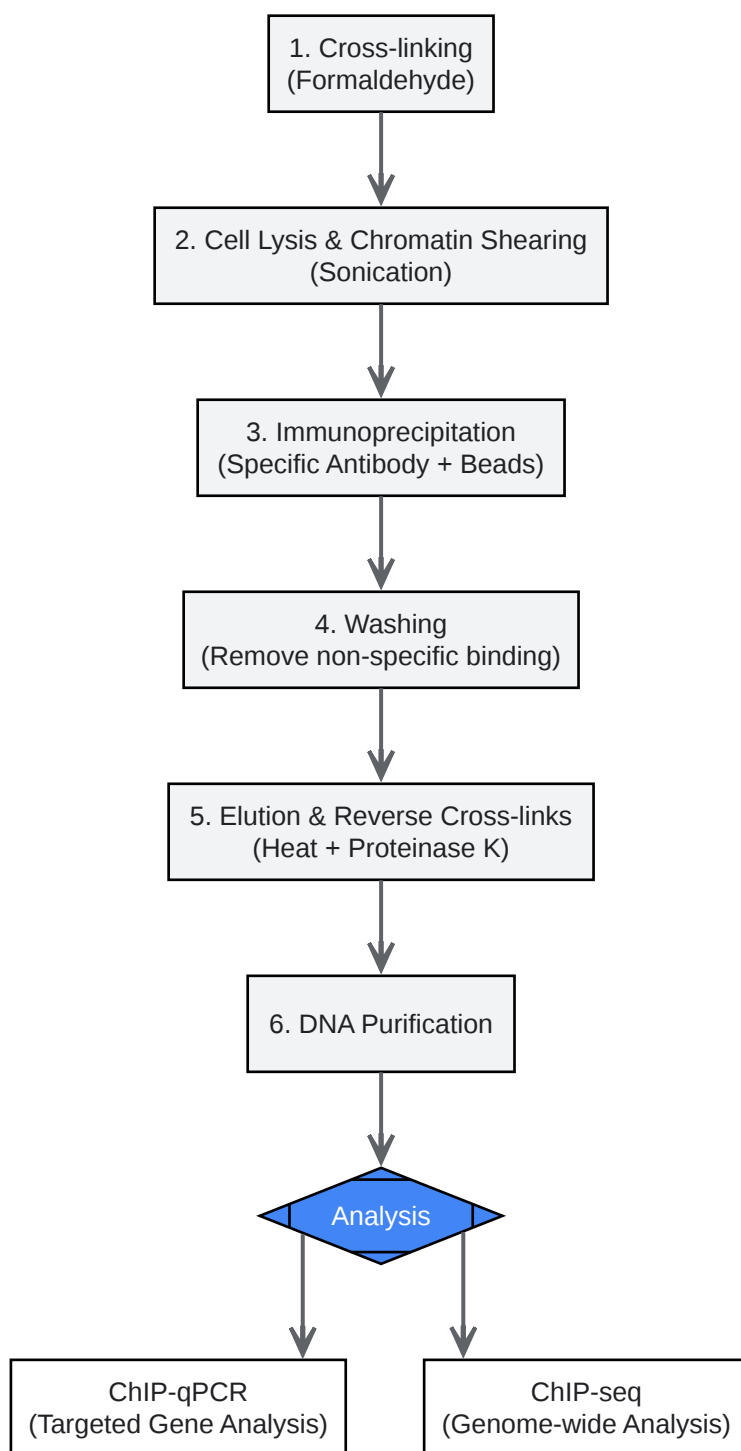 1. Cross-linking
(Formaldehyde)
2. Cell Lysis & Chromatin Shearing
(Sonication)
3. Immunoprecipitation
(Specific Antibody + Beads)
4. Washing
(Remove non-specific binding)
5. Elution & Reverse Cross-links
(Heat + Proteinase K)
6. DNA Purification
Analysis
ChIP-qPCR
(Targeted Gene Analysis)
ChIP-seq
(Genome-wide Analysis)